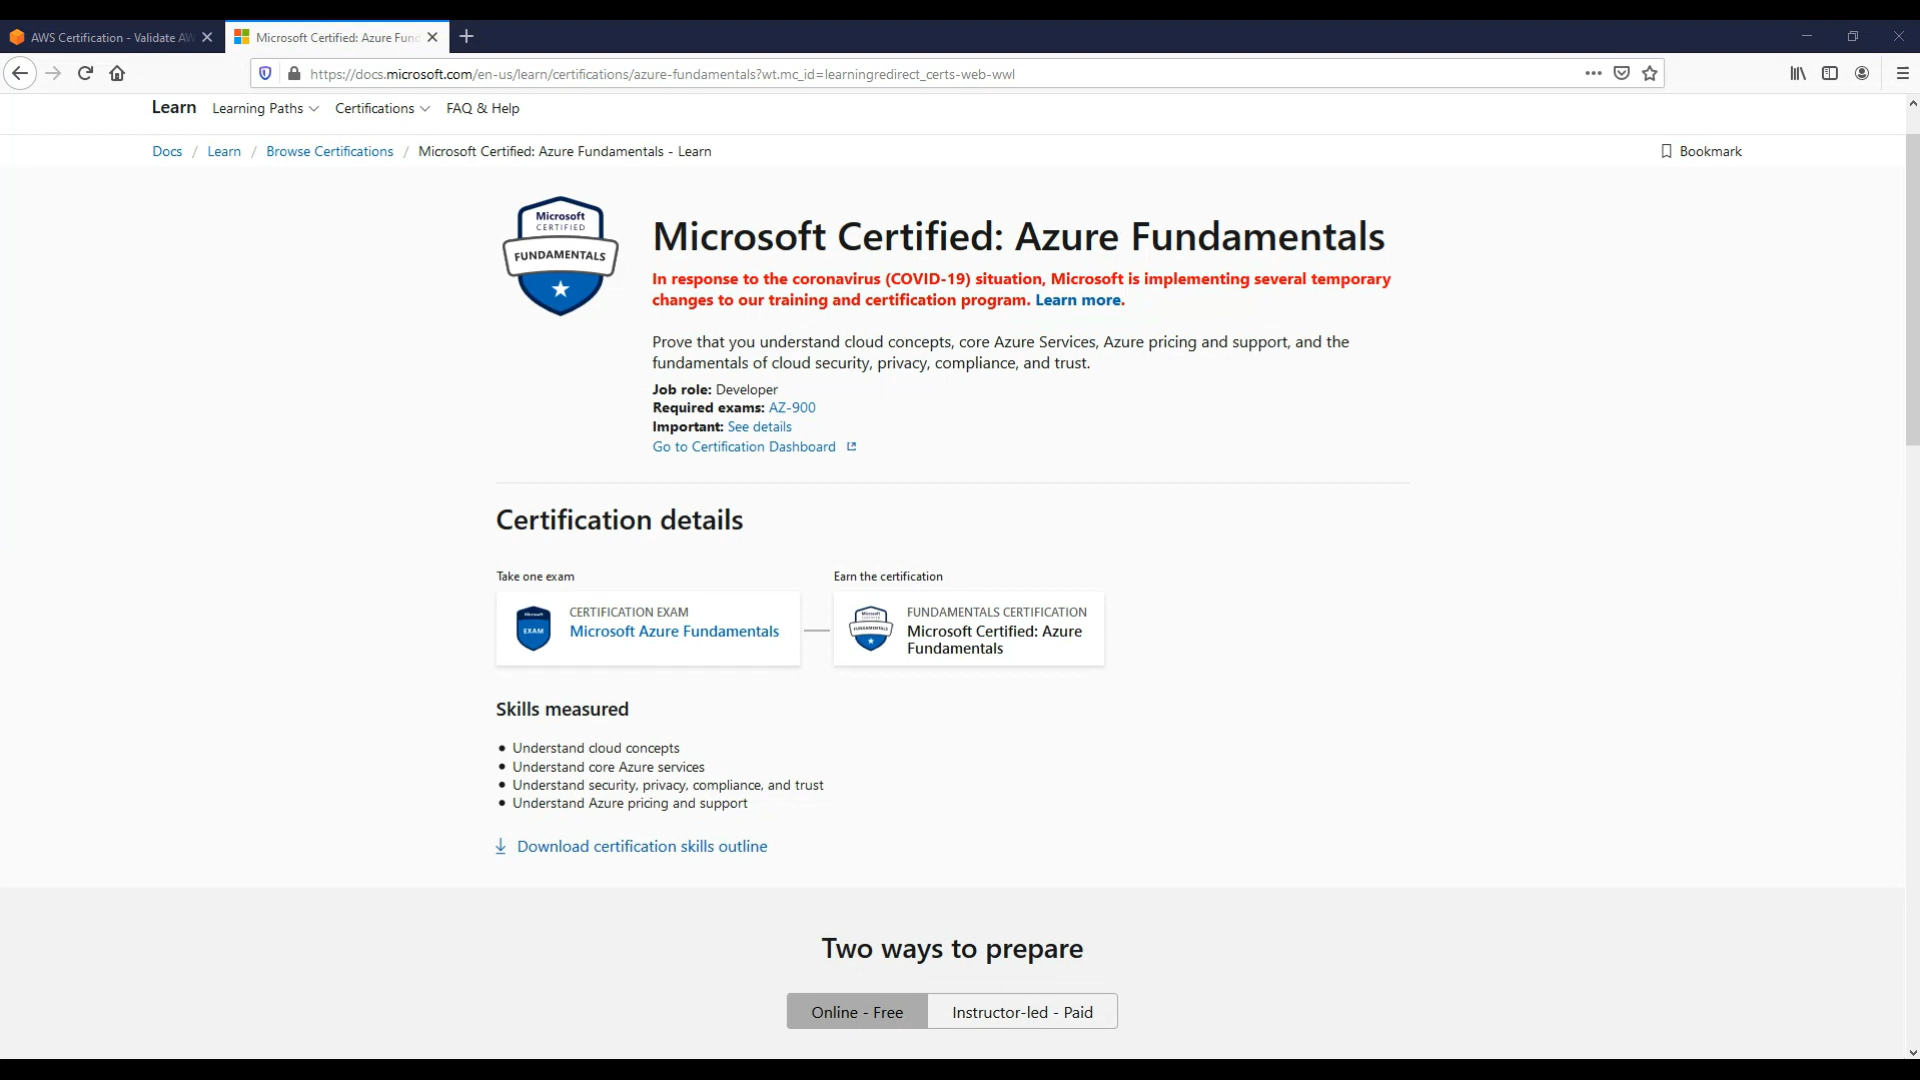 AWS Certification - Validate AW
Microsoft Certified: Azure Fun
https://docs.microsoft.com/en-us/learn/certifications/azure-fundamentals?wt.mc_id=learningredirect_certs-web-wwl
Learn Learning Paths Certifications FAQ & Help
Docs / Learn / Browse Certifications / Microsoft Certified: Azure Fundamentals - Learn
Bookmark
Microsoft
CERTIFIED
FUNDAMENTALS
Microsoft Certified: Azure Fundamentals
In response to the coronavirus (COVID-19) situation, Microsoft is implementing several temporary
changes to our training and certification program. Learn more.
Prove that you understand cloud concepts, core Azure Services, Azure pricing and support, and the
fundamentals of cloud security, privacy, compliance, and trust.
Job role: Developer
Required exams: AZ-900
Important: See details
Go to Certification Dashboard
Certification details
Take one exam
Microsoft
EXAM
CERTIFICATION EXAM
Microsoft Azure Fundamentals
Earn the certification
Microsoft
CERTIFIED
FUNDAMENTALS
FUNDAMENTALS CERTIFICATION
Microsoft Certified: Azure
Fundamentals
Skills measured
• Understand cloud concepts
• Understand core Azure services
• Understand security, privacy, compliance, and trust
• Understand Azure pricing and support
Download certification skills outline
Two ways to prepare
Online - Free
Instructor-led - Paid